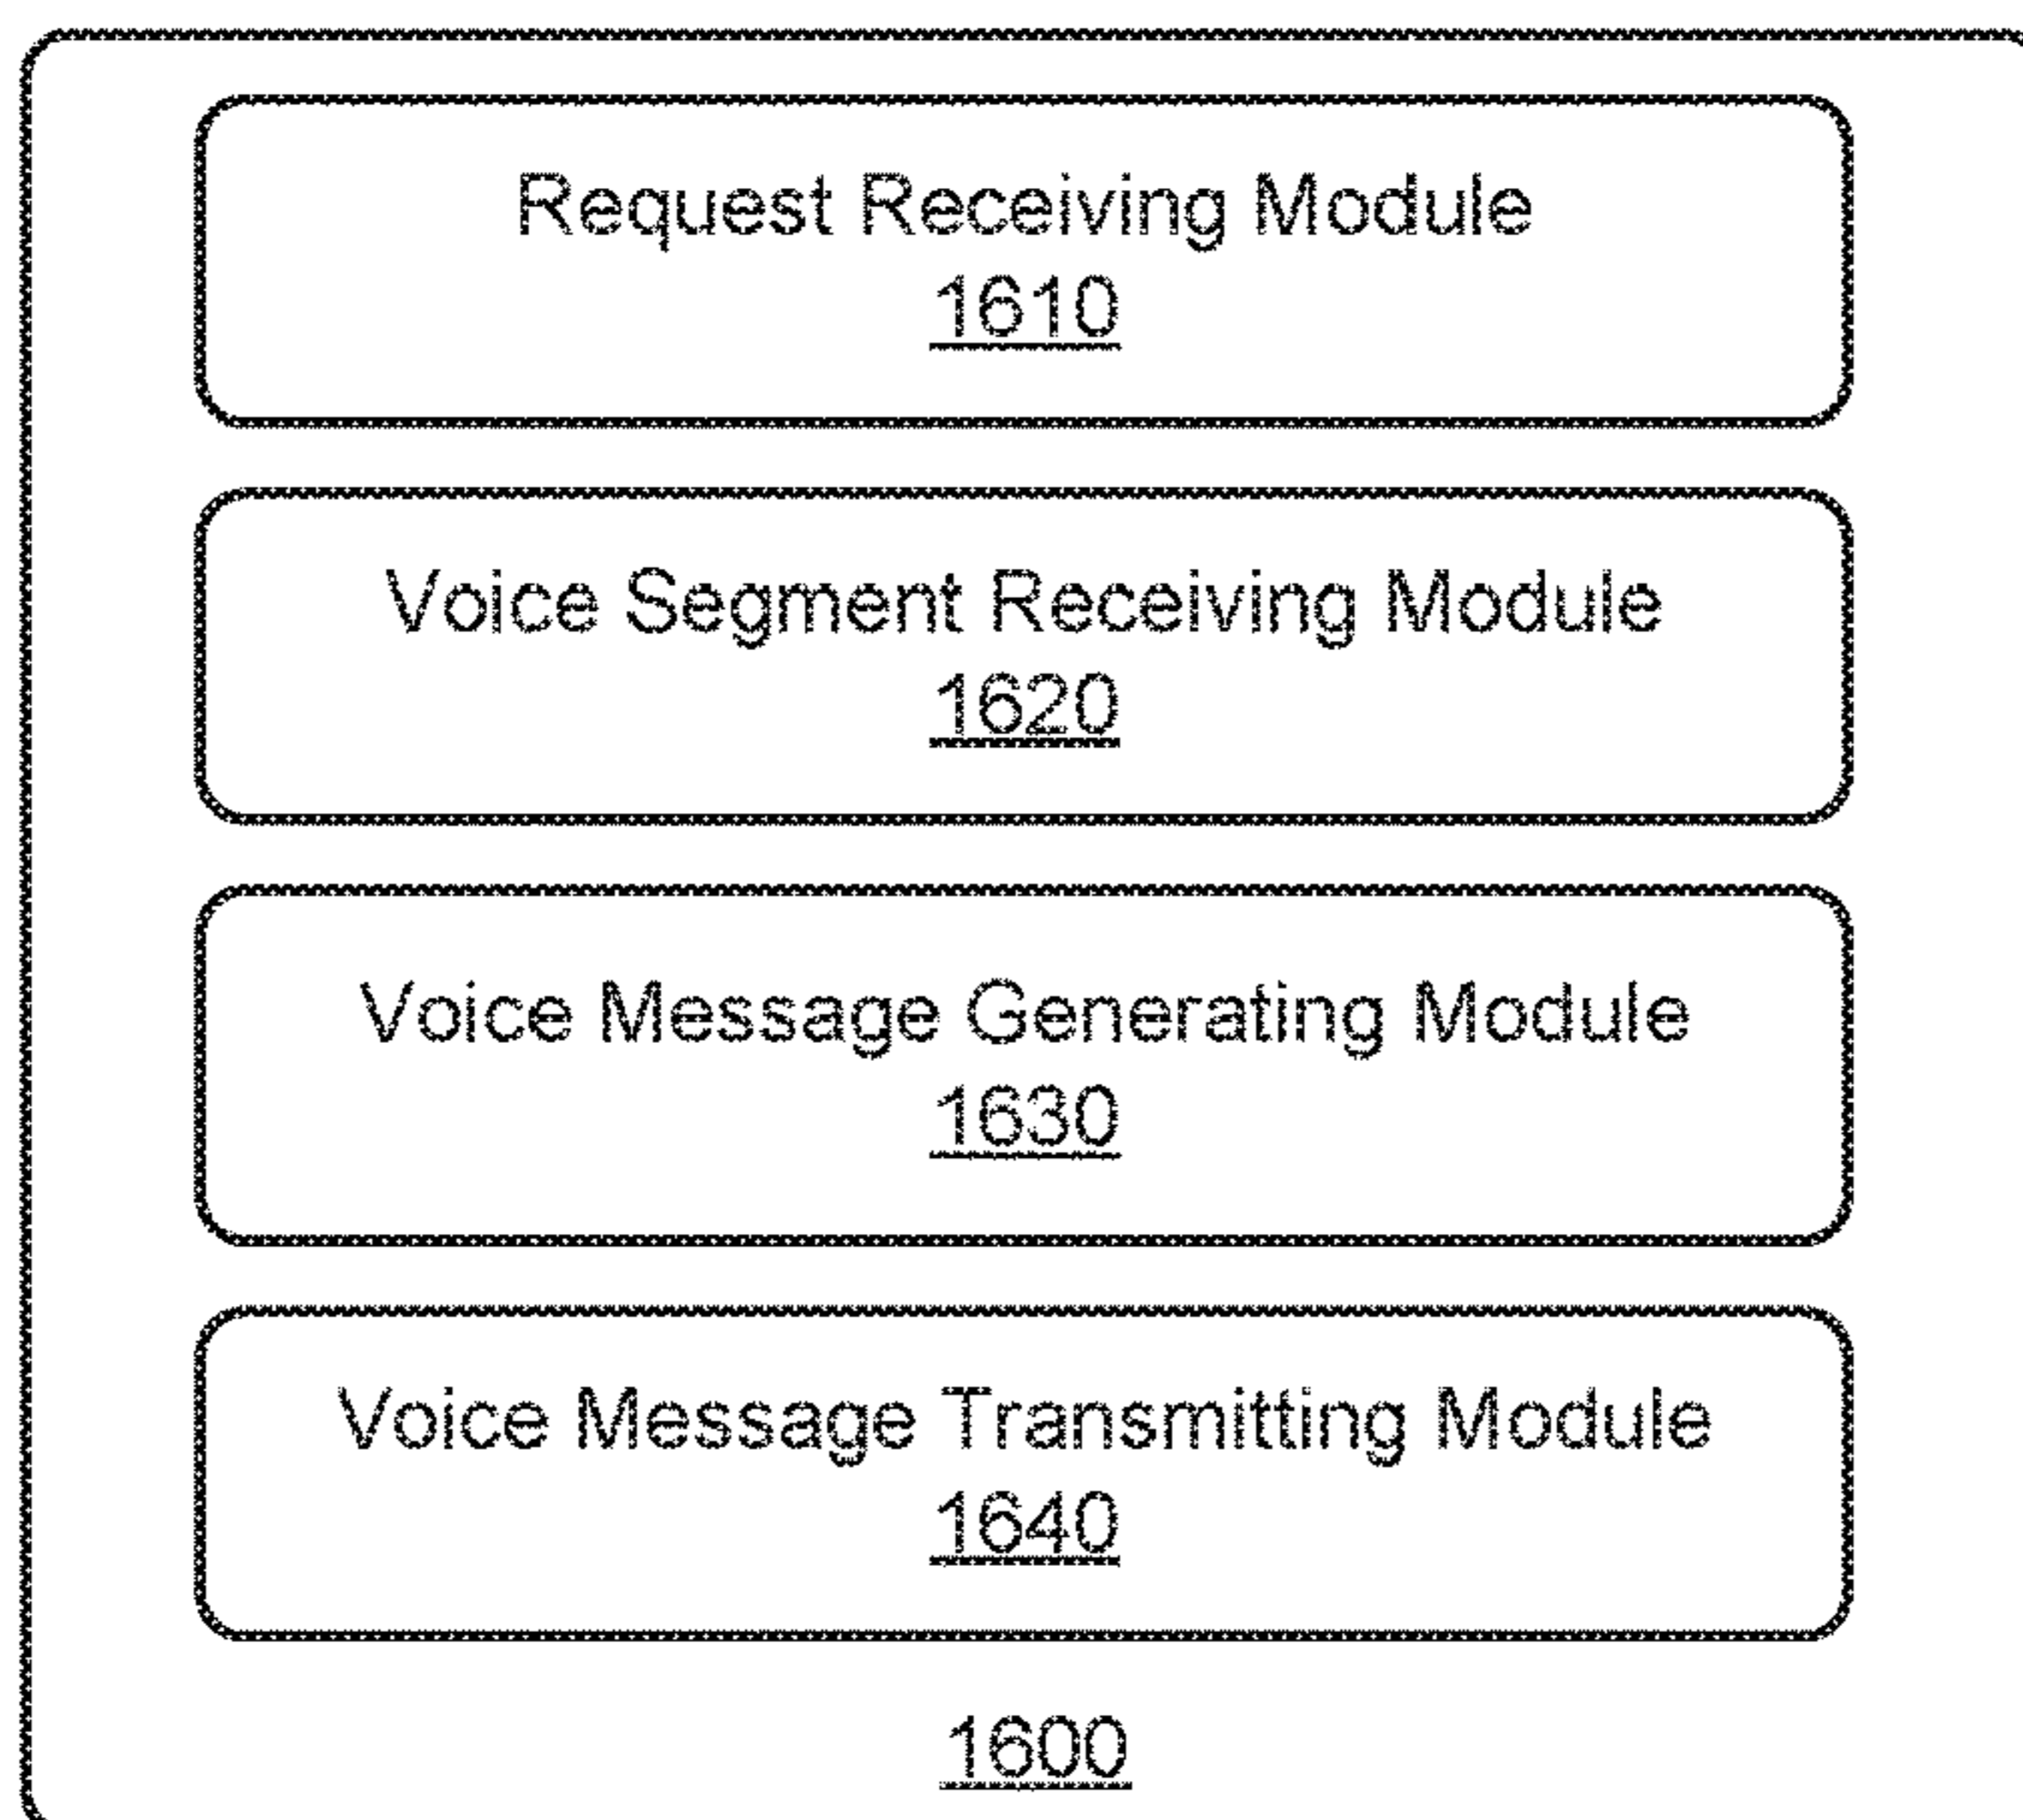 Request Receiving Module
1610
Voice Segment Receiving Module
1620
Voice Message Generating Module
1630
Voice Message Transmitting Module
1640
1600